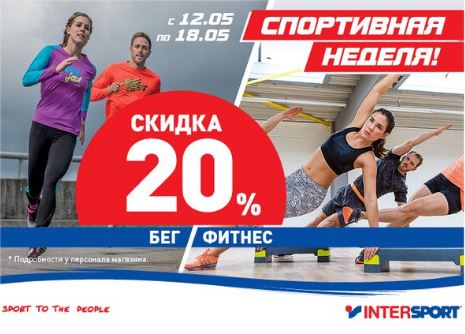 с 12.05
по 18.05
СПОРТИВНАЯ
НЕДЕЛЯ!
СКИДКА
20%
БЕГ / ФИТНЕС
* Подробности у персонала магазина.
SPORT TO THE PEOPLE
INTERSPORT